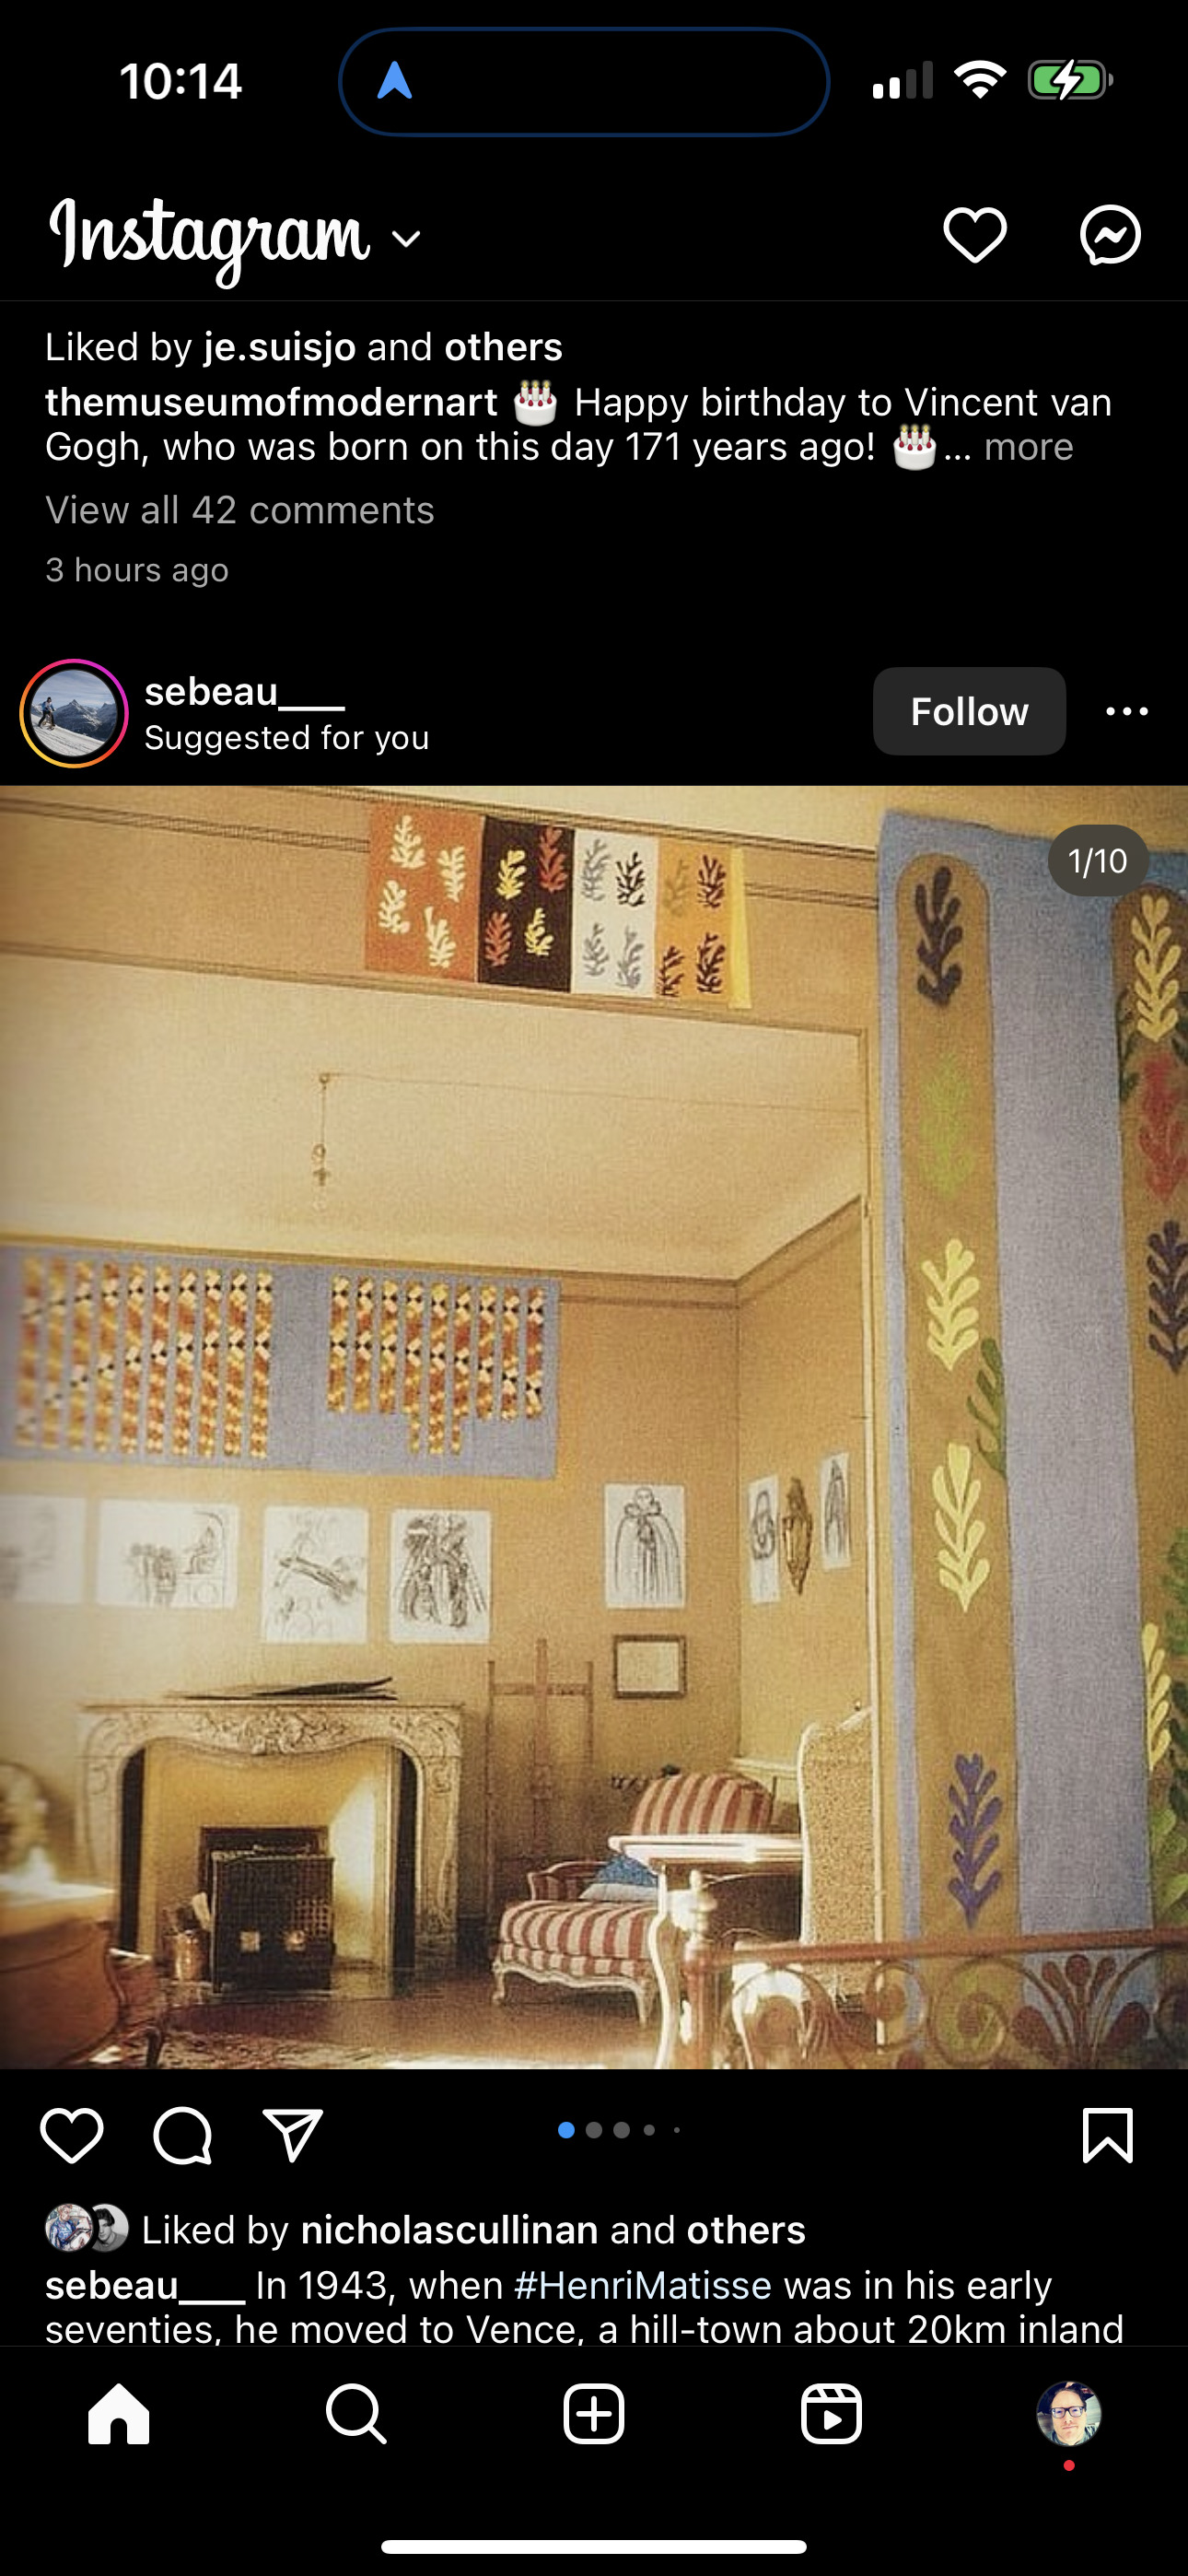 10:14
Instagram
Liked by je.suisjo and others
themuseumofmodernart 🎂 Happy birthday to Vincent van
Gogh, who was born on this day 171 years ago! 🎂... more
View all 42 comments
3 hours ago
sebeau___
Suggested for you
Follow
1/10
Liked by nicholascullinan and others
sebeau___ In 1943, when #HenriMatisse was in his early
seventies, he moved to Vence, a hill-town about 20km inland